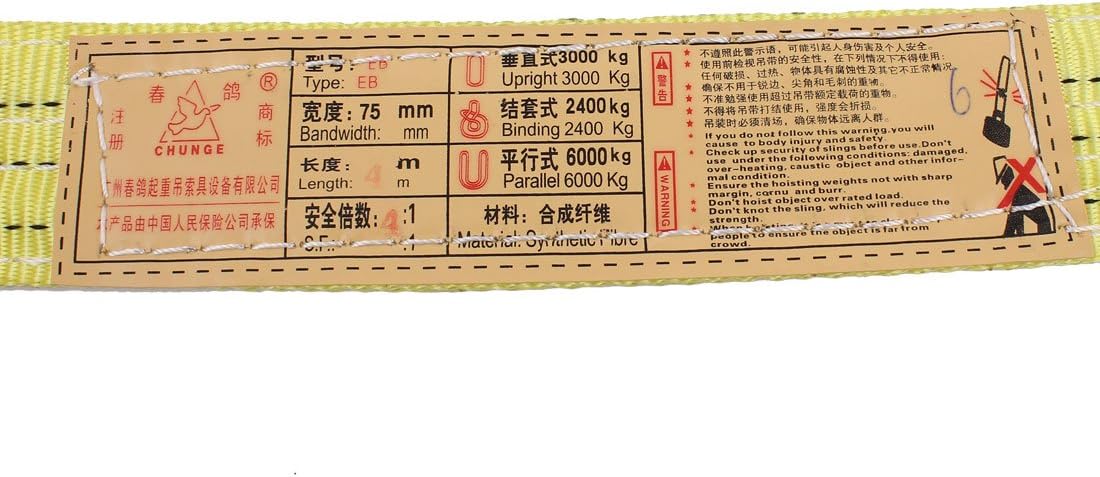 春 鸽 ®
注 商
册 标
CHUNGE
州春鸽起重吊索具设备有限公司
本产品由中国人民保险公司承保
型号: EB
Type: EB
宽度: 75 mm
Bandwidth: mm
长度: 4 m
Length: m
安全倍数: 4:1
S.F.: :1
垂直式3000 kg
Upright 3000 Kg
结套式 2400kg
Binding 2400 Kg
平行式 6000kg
Parallel 6000 Kg
材料: 合成纤维
Material: Synthetic Fibre
警告
WARNING
★ 不遵照此警示语, 可能引起人身伤害及个人安全。
★ 使用前检视吊带的安全性, 在下列情况下不得使用:
任何破损、过热、物体具有腐蚀性及其它不正常情况。
★ 确保不用于锐边、尖角和毛刺的重物。
★ 不准勉强使用超过吊带额定载荷的重物。
★ 不得将吊带打结使用, 强度会折损。
★ 吊装时必须清场, 确保物体远离人群。
★ If you do not follow this warning.you will
cause to body injury and safety.
★ Check up security of slings before use.Don't
use under the following conditions: damaged,
over-heating, caustic object and other infor-
mal condition.
★ Ensure the hoisting weights not with sharp
margin, cornu and burr.
★ Don't hoist object over rated load.
★ Don't knot the sling, which will reduce the
strength.
people to ensure the object is far from
crowd.
6